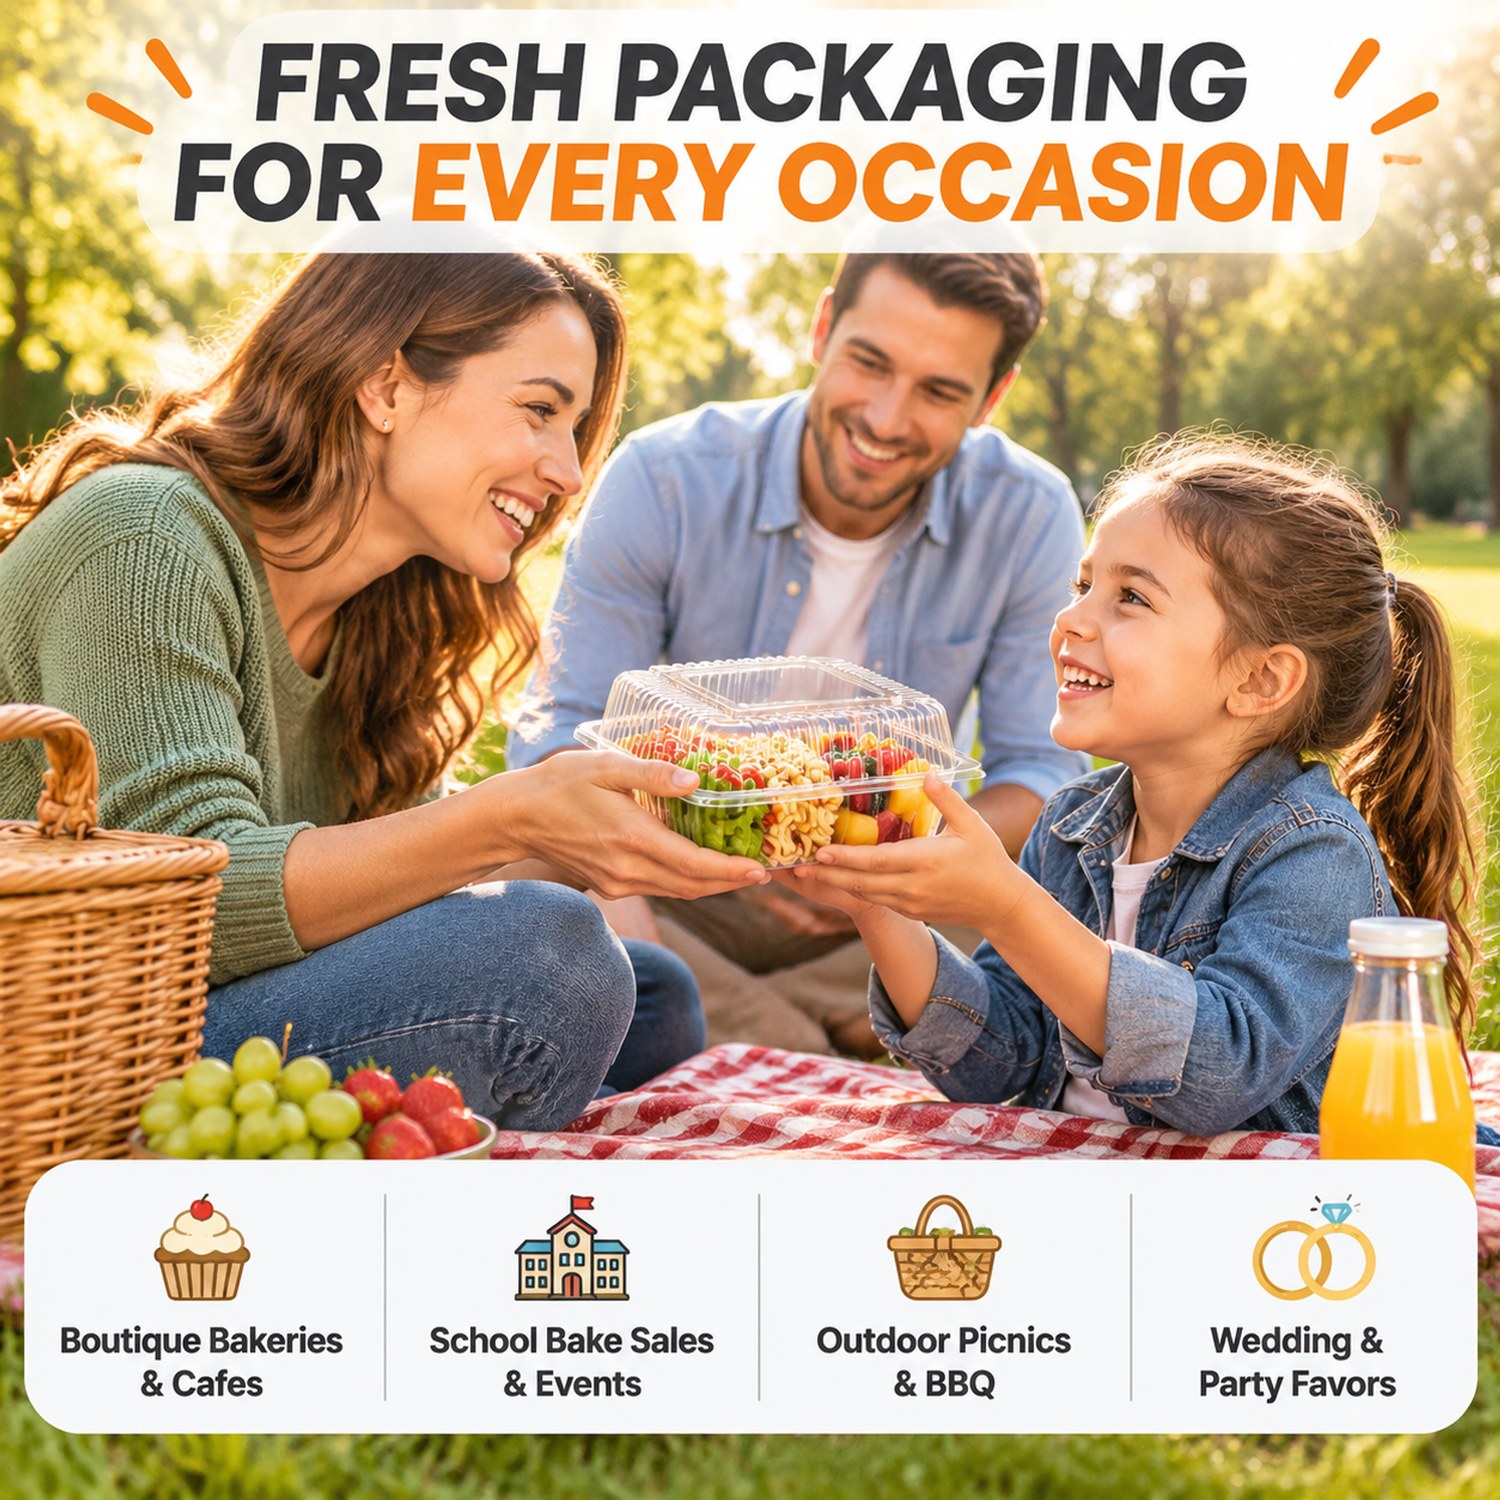 FRESH PACKAGING
FOR EVERY OCCASION
Boutique Bakeries
& Cafes
School Bake Sales
& Events
Outdoor Picnics
& BBQ
Wedding &
Party Favors